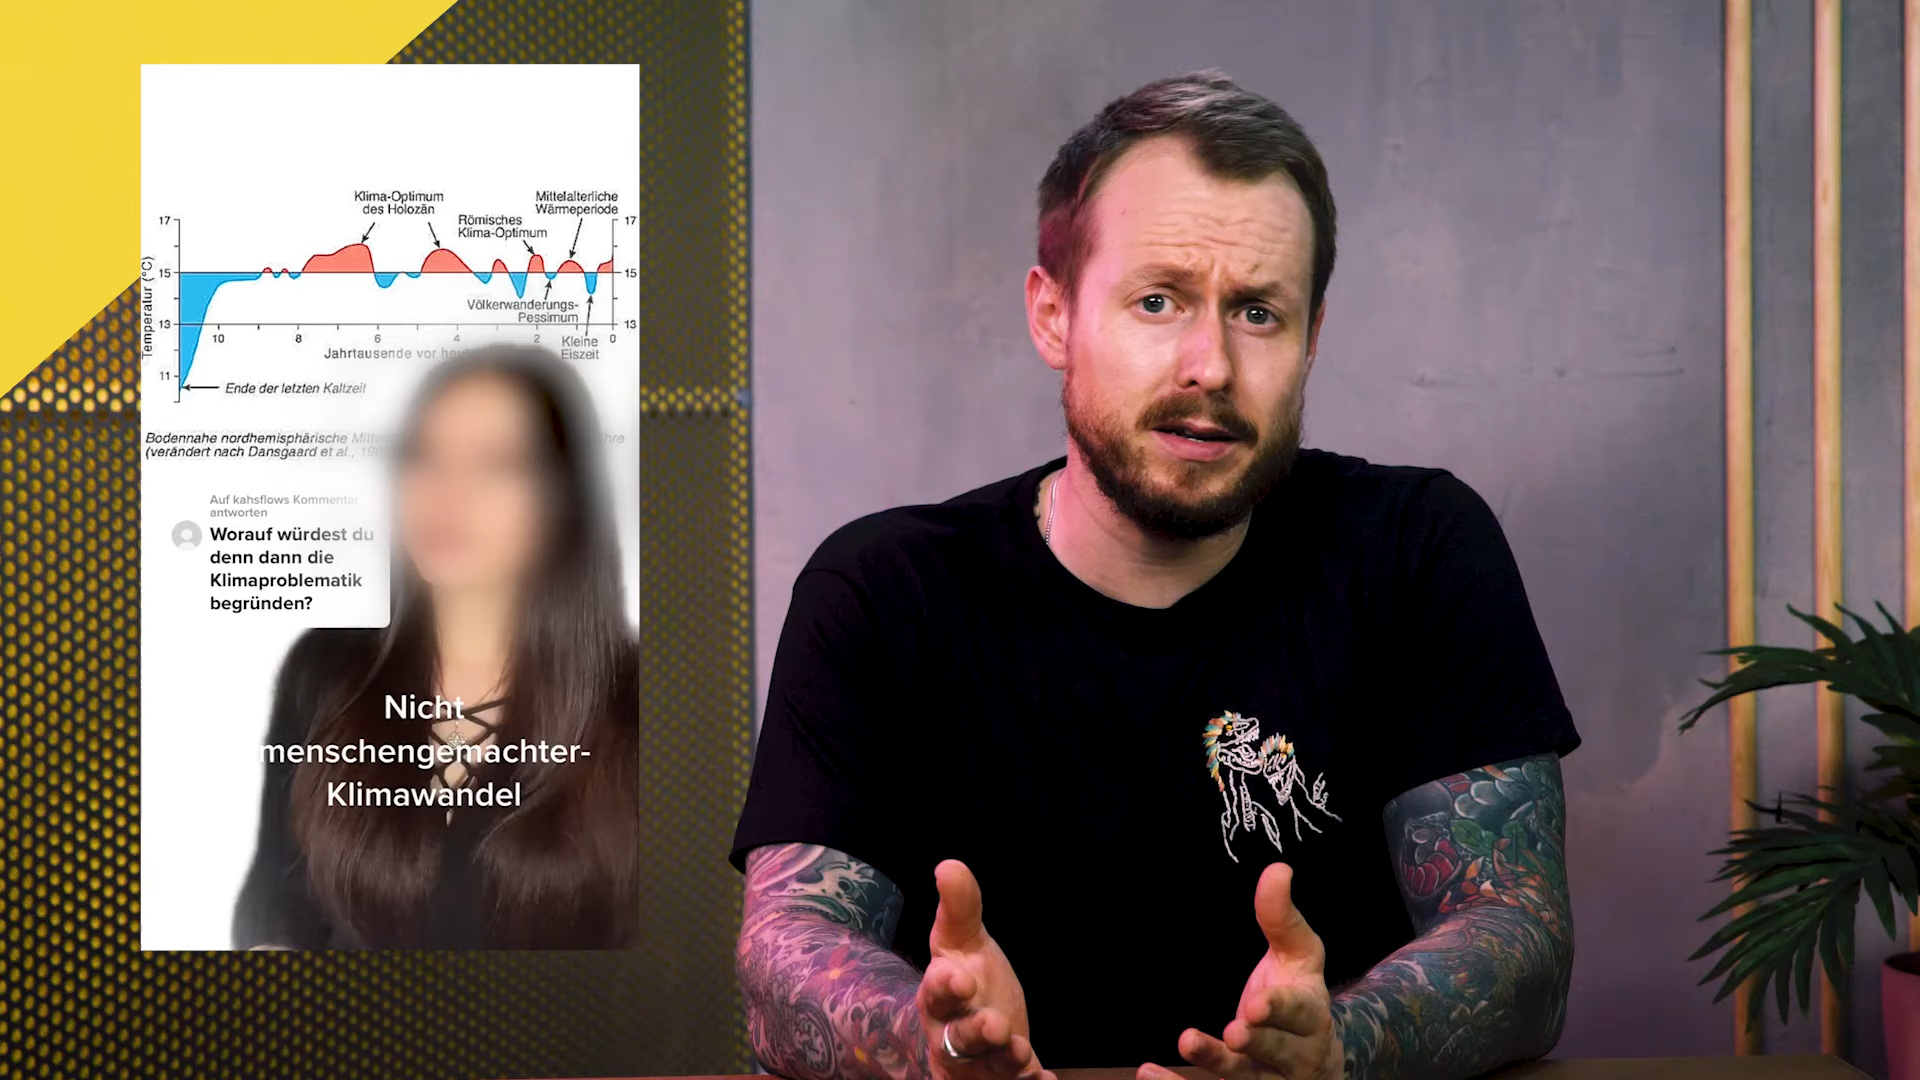 Klima-Optimum
des Holozän
Römisches
Klima-Optimum
Mittelalterliche
Wärmeperiode
17
17
15
15
13
13
11
Temperatur (°C)
Völkerwanderungs-
Pessimum
10
8
6
4
2
0
Jahrtausende vor
Kleine
Eiszeit
Ende der letzten Kaltzeit
Bodennahe nordhemisphärische
(verändert nach Dansgaard et al.,
Auf kahsflows Kommentar
antworten
Worauf würdest du
denn dann die
Klimaproblematik
begründen?
Nicht
menschengemachter-
Klimawandel